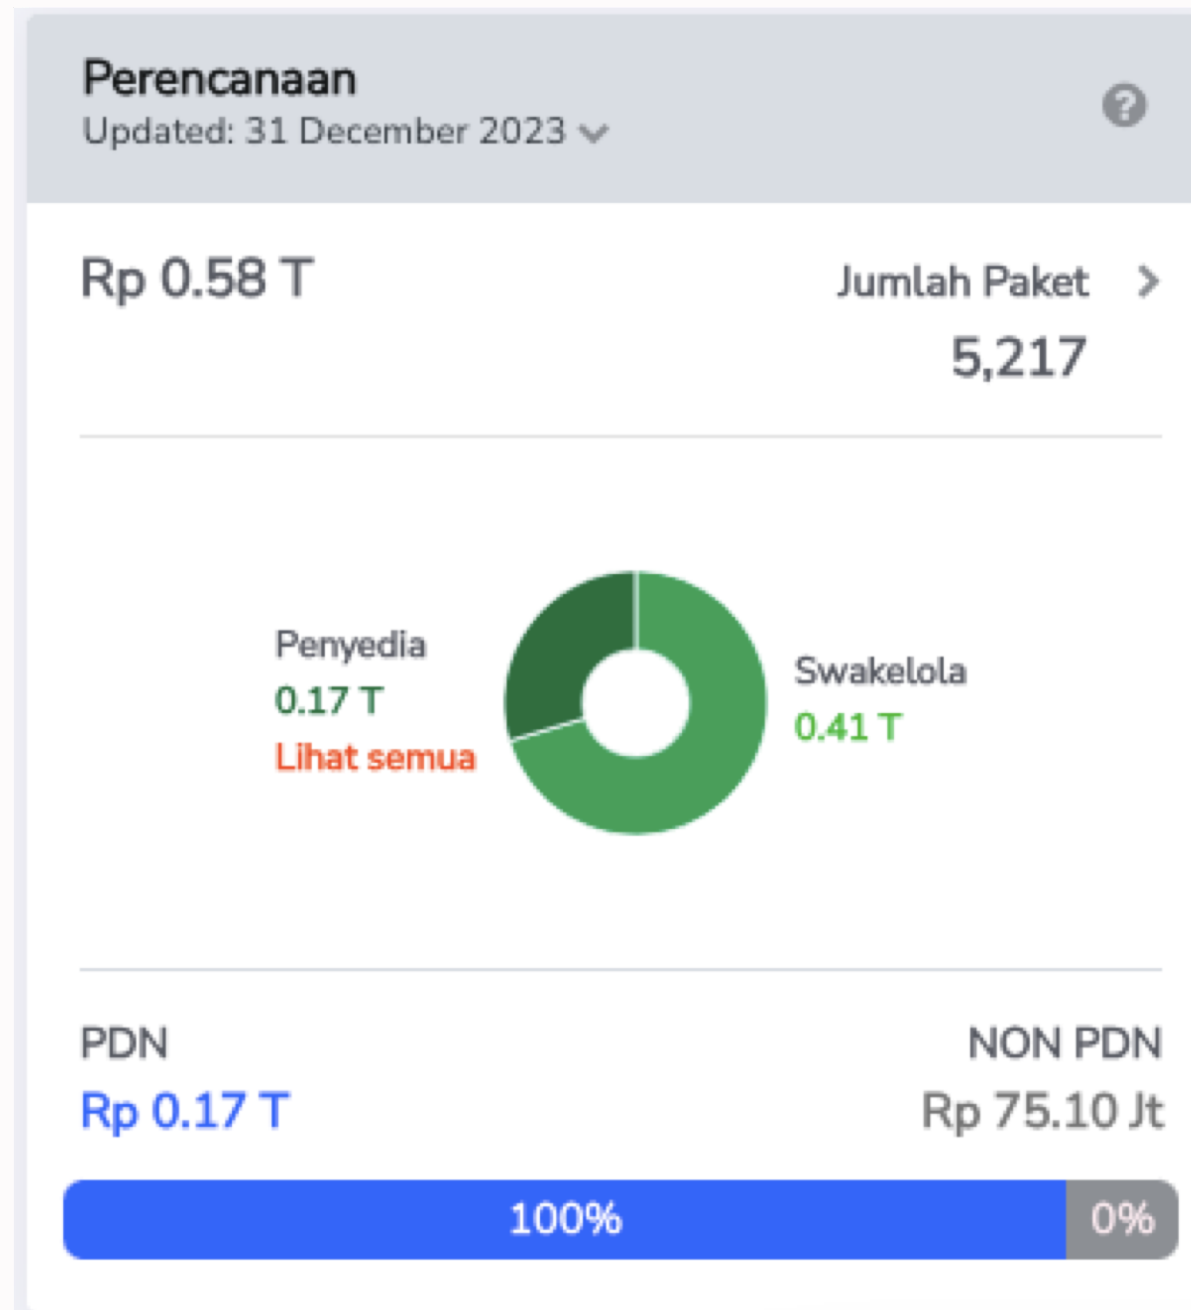 Perencanaan
Updated: 31 December 2023
Rp 0.58 T
Jumlah Paket
5,217
Penyedia
0.17 T
Lihat semua
Swakelola
0.41 T
PDN
NON PDN
Rp 0.17 T
Rp 75.10 Jt
100%
0%